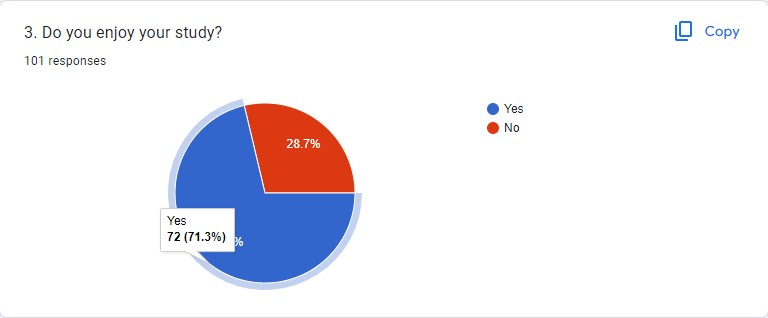 3. Do you enjoy your study?
Copy
101 responses
Yes
No
28.7%
Yes
72 (71.3%)
%